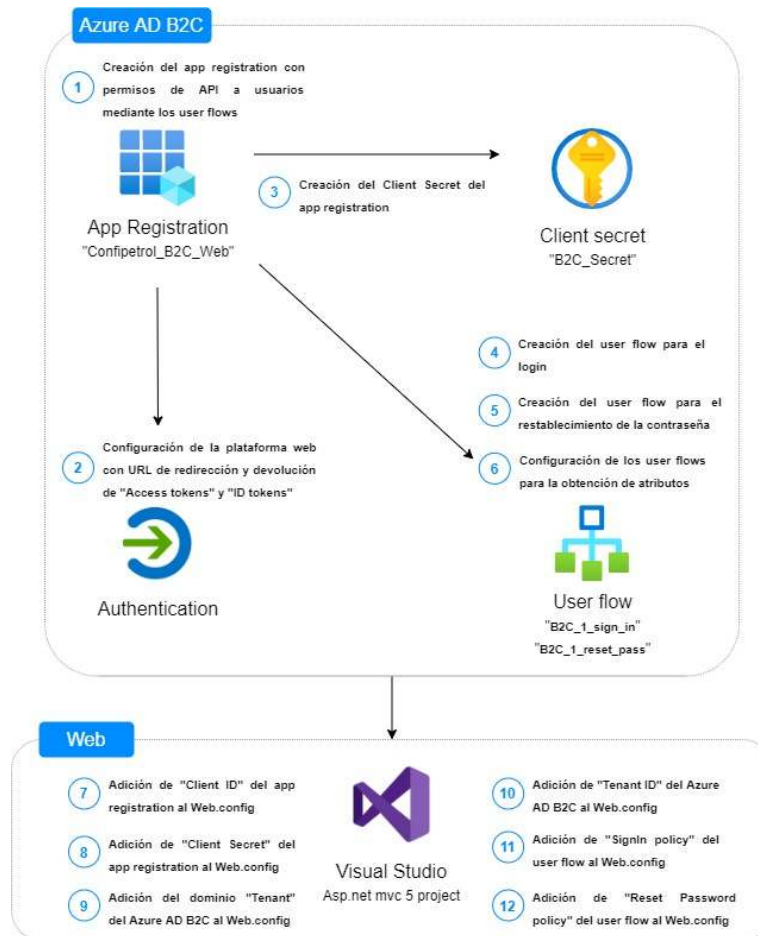 Azure AD B2C
1
Creación del app registration con
permisos de API a usuarios
mediante los user flows
App Registration
"Confipetrol_B2C_Web"
3
Creación del Client Secret del
app registration
Client secret
"B2C_Secret"
4
Creación del user flow para el
login
5
Creación del user flow para el
restablecimiento de la contraseña
6
Configuración de los user flows
para la obtención de atributos
2
Configuración de la plataforma web
con URL de redirección y devolución
de "Access tokens" y "ID tokens"
Authentication
User flow
"B2C_1_sign_in"
"B2C_1_reset_pass"
Web
7
Adición de "Client ID" del app
registration al Web.config
8
Adición de "Client Secret" del
app registration al Web.config
9
Adición del dominio "Tenant"
del Azure AD B2C al Web.config
Visual Studio
Asp.net mvc 5 project
10
Adición de "Tenant ID" del Azure
AD B2C al Web.config
11
Adición de "SignIn policy" del
user flow al Web.config
12
Adición de "Reset Password
policy" del user flow al Web.config